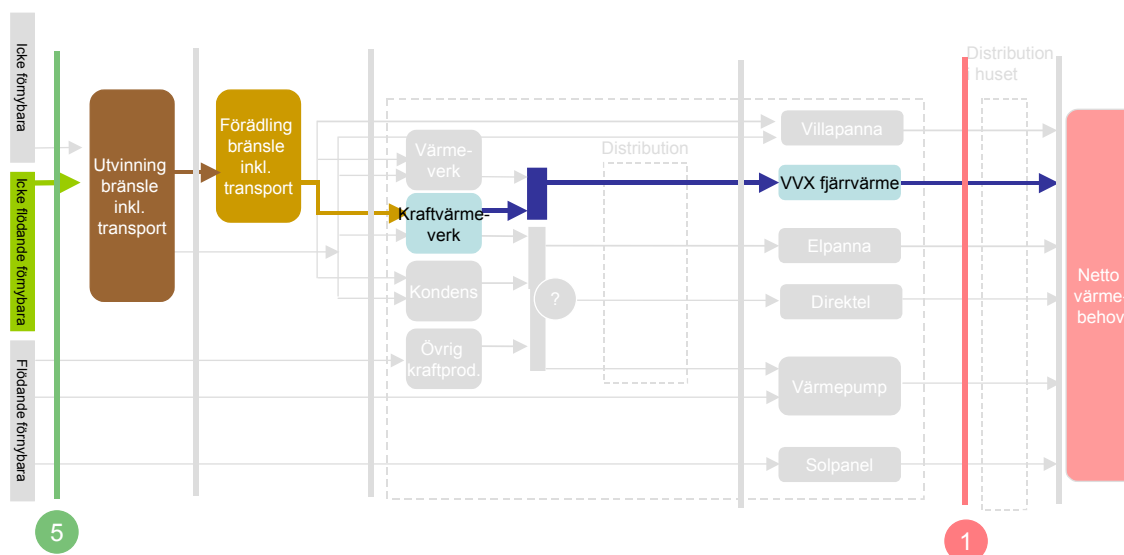 Icke förnybara
Icke flödande förnybara
Flödande förnybara
Utvinning
bränsle
inkl.
transport
Förädling
bränsle
inkl.
transport
Värme-
verk
Kraftvärme-
verk
Kondens
Övrig
kraftprod.
?
Distribution
Villapanna
VVX fjärrvärme
Elpanna
Direktel
Värmepump
Solpanel
Distribution
i huset
Netto
värme-
behov
5
1